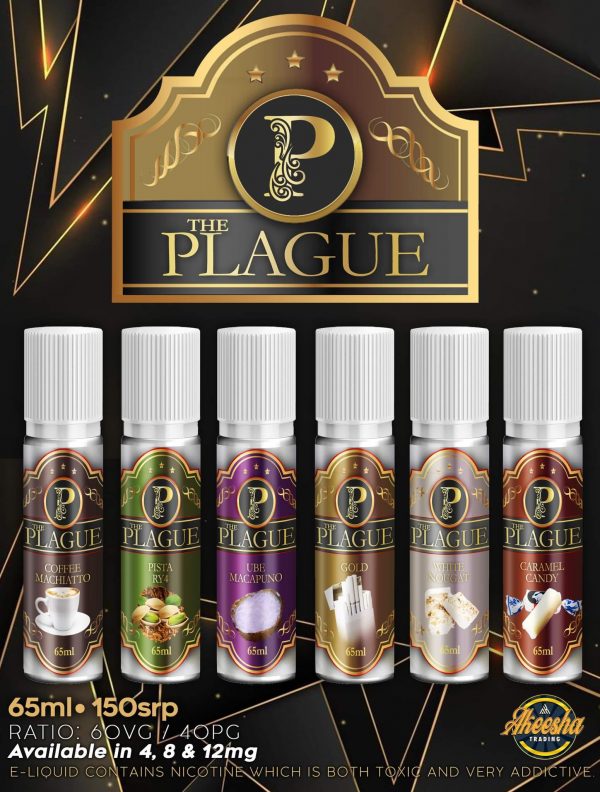 P
THE
PLAGUE
P
THE
PLAGUE
COFFEE
MACHIATTO
65ml
P
THE
PLAGUE
PISTA
RY4
65ml
P
THE
PLAGUE
UBE
MACAPUNO
65ml
P
THE
PLAGUE
GOLD
65ml
P
THE
PLAGUE
WHITE
NOUGAT
65ml
P
THE
PLAGUE
CARAMEL
CANDY
65ml
65ml• 150srp
RATIO: 60VG / 40PG
Available in 4, 8 & 12mg
Aheesha
TRADING
E-LIQUID CONTAINS NICOTINE WHICH IS BOTH TOXIC AND VERY ADDICTIVE.